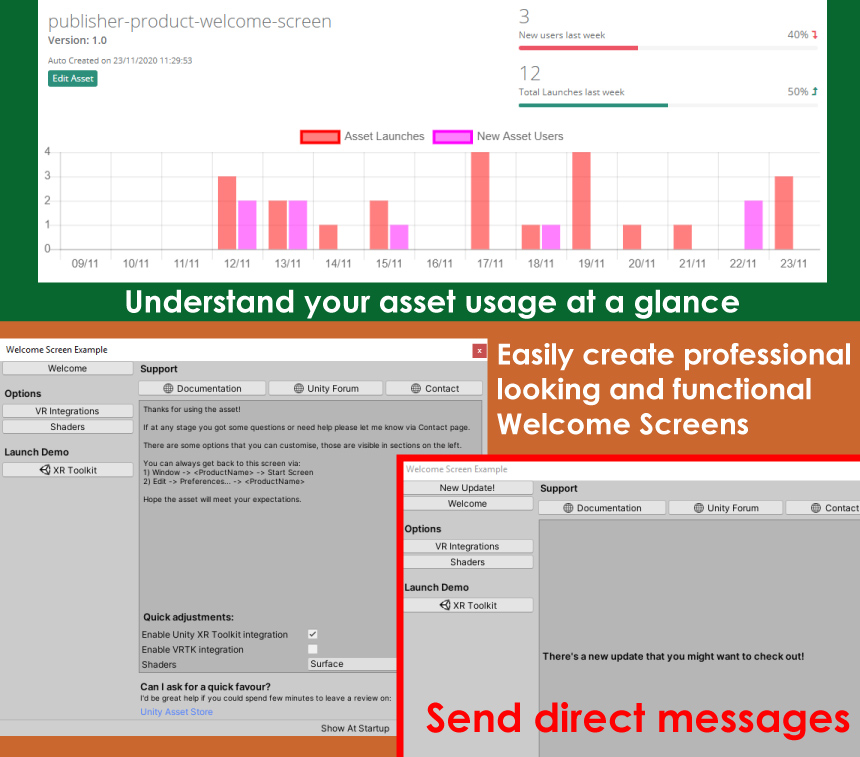 publisher-product-welcome-screen
Version: 1.0
Auto Created on 23/11/2020 11:29:53
Edit Asset
3
New users last week 40%
12
Total Launches last week 50%
Asset Launches New Asset Users
4
3
2
1
0
09/11 10/11 11/11 12/11 13/11 14/11 15/11 16/11 17/11 18/11 19/11 20/11 21/11 22/11 23/11
Understand your asset usage at a glance
Easily create professional
looking and functional
Welcome Screens
Welcome Screen Example x
Welcome
Options
VR Integrations
Shaders
Launch Demo
XR Toolkit
Support
Documentation Unity Forum Contact
Thanks for using the asset!
If at any stage you got some questions or need help please let me know via Contact page.
There are some options that you can customise, those are visible in sections on the left.
You can always get back to this screen via:
1) Window -> <ProductName> -> Start Screen
2) Edit -> Preferences... -> <ProductName>
Hope the asset will meet your expectations.
Quick adjustments:
Enable Unity XR Toolkit integration
Enable VRTK integration
Shaders Surface
Can I ask for a quick favour?
I'd be great help if you could spend few minutes to leave a review on:
Unity Asset Store
Show At Startup
Welcome Screen Example
New Update!
Welcome
Options
VR Integrations
Shaders
Launch Demo
XR Toolkit
Support
Documentation Unity Forum Contact
There's a new update that you might want to check out!
Send direct messages